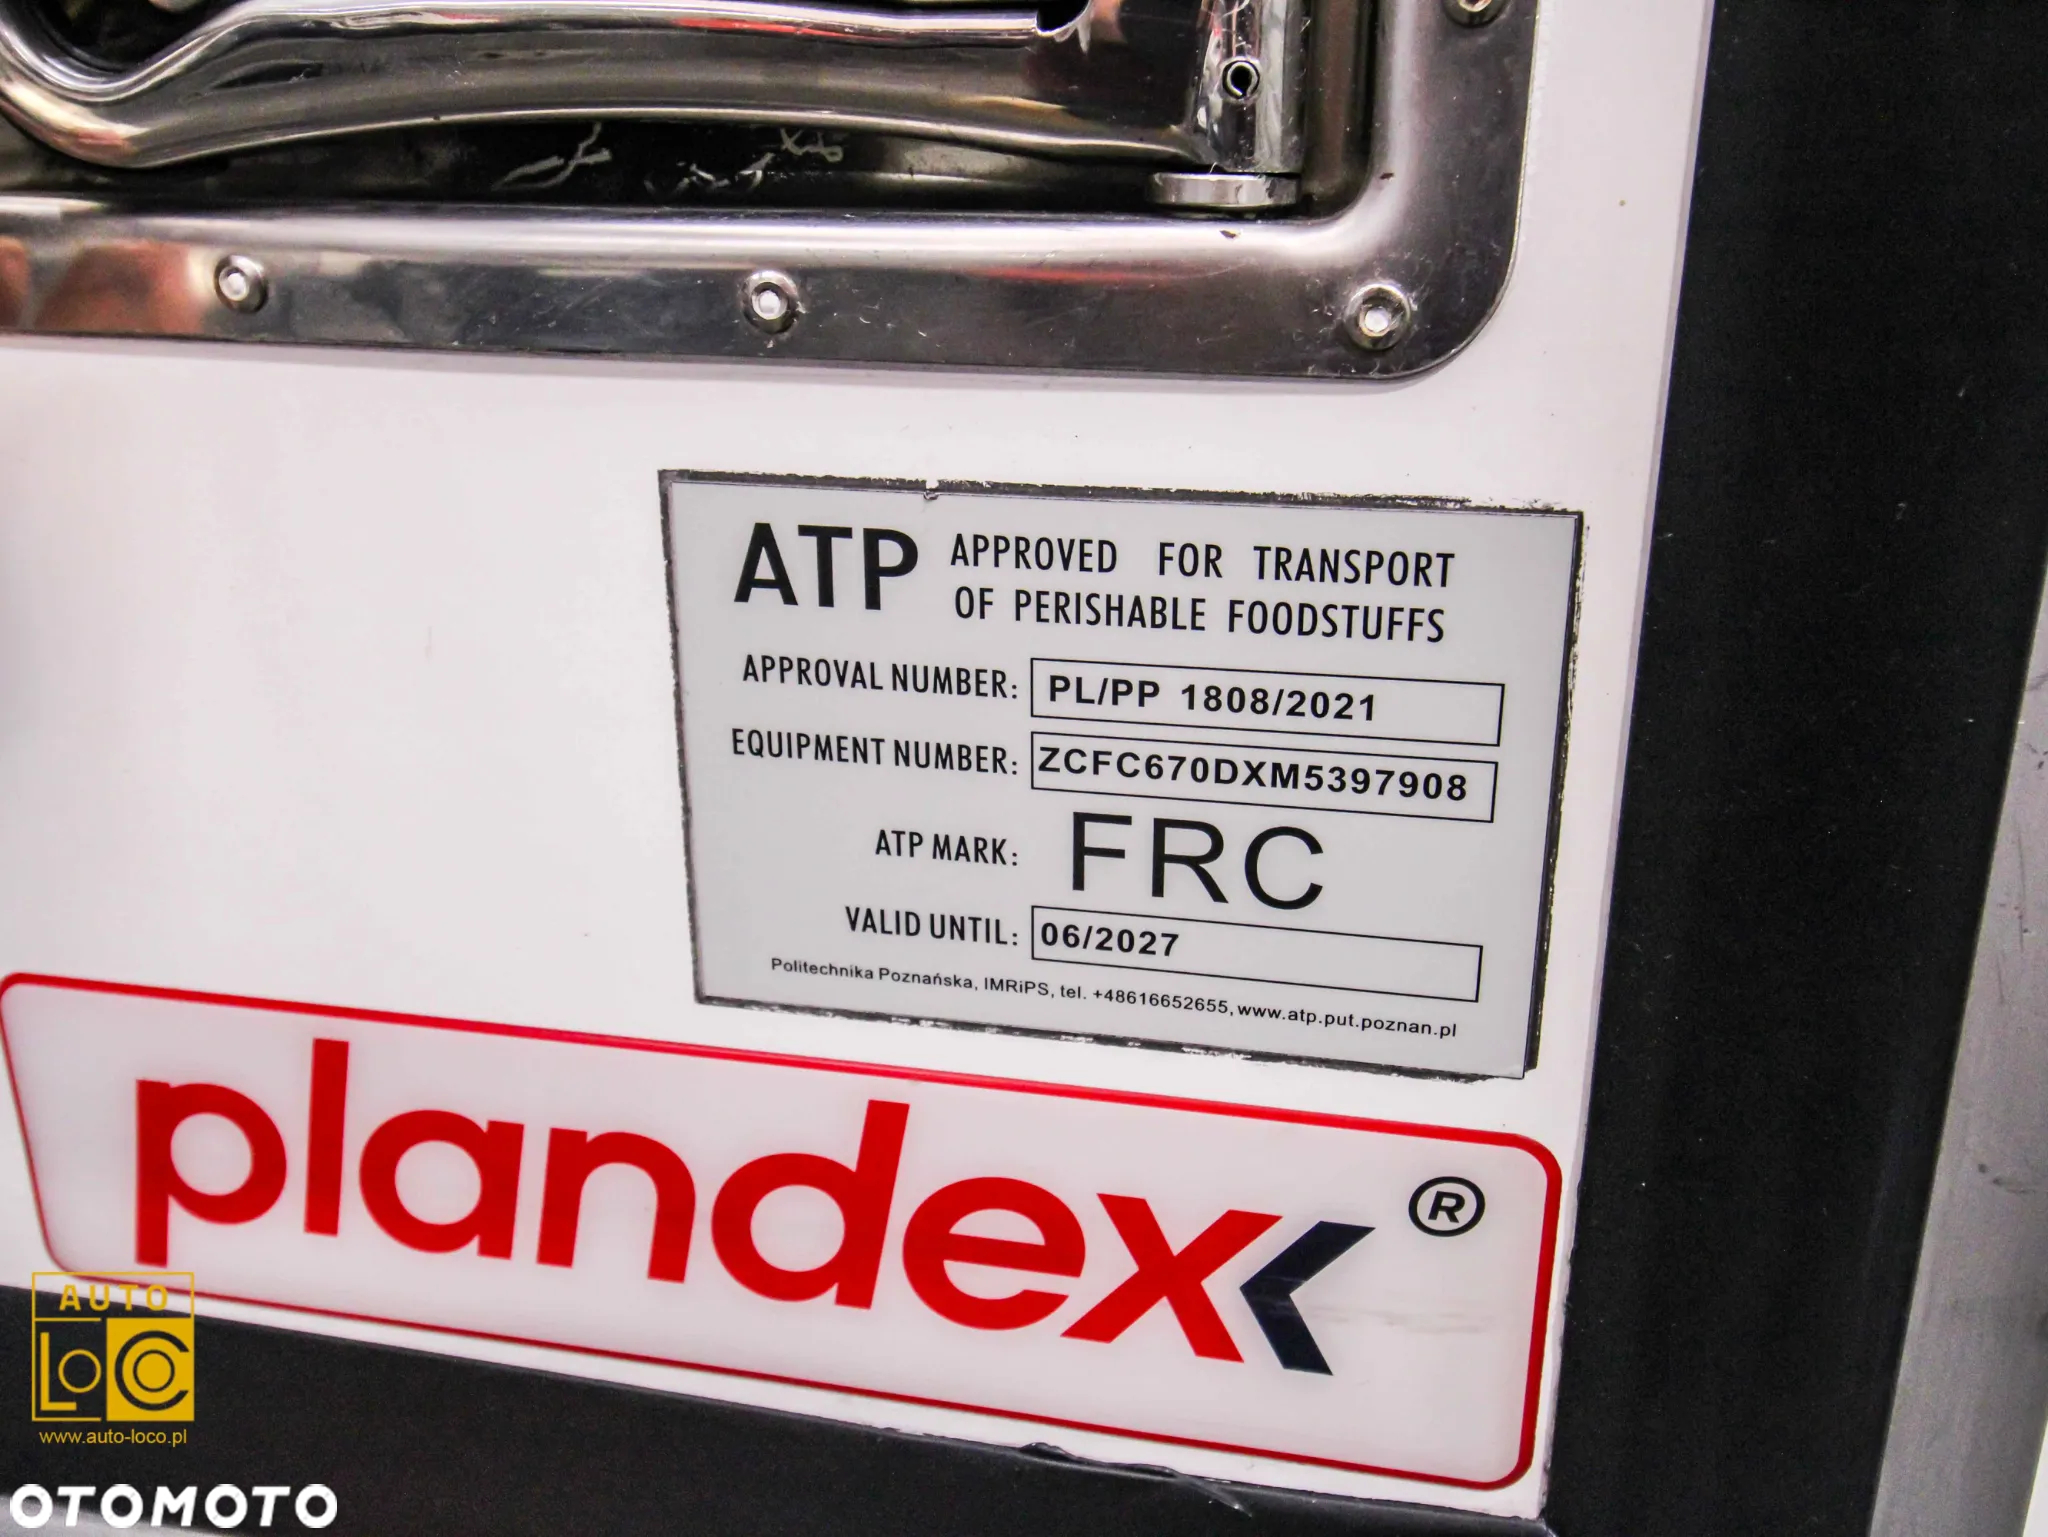 ATP APPROVED FOR TRANSPORT
OF PERISHABLE FOODSTUFFS
APPROVAL NUMBER: PL/PP 1808/2021
EQUIPMENT NUMBER: ZCFC670DXM5397908
ATP MARK: FRC
VALID UNTIL: 06/2027
Politechnika Poznańska, IMRiPS, tel. +48616652655, www.atp.put.poznan.pl
plandex ®
AUTO
LOCO
www.auto-loco.pl
OTOMOTO